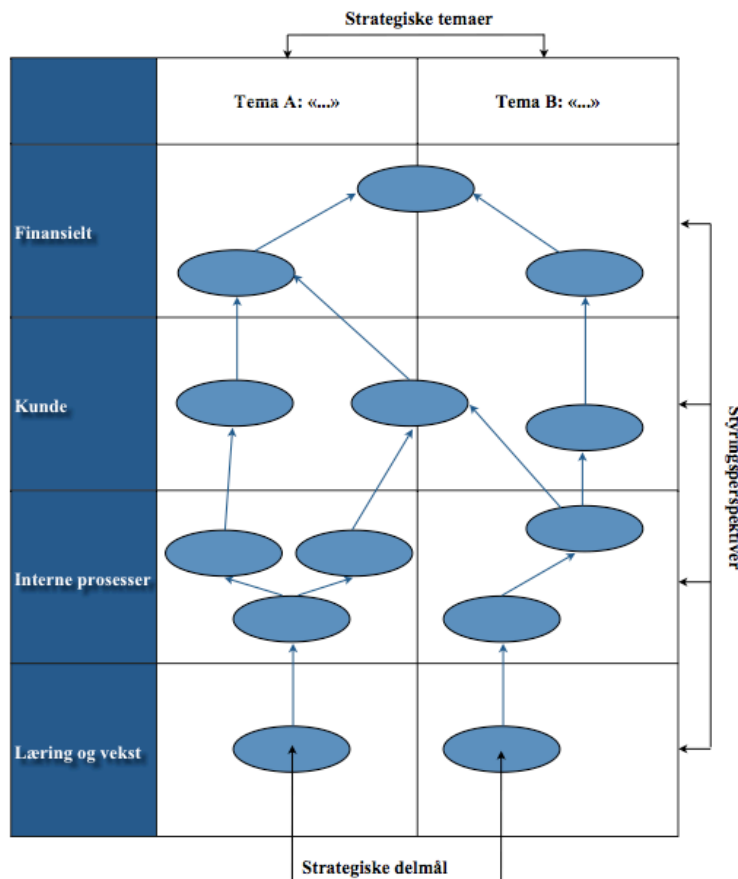 Strategiske temaer
Tema A: «...»
Tema B: «...»
Finansielt
Kunde
Interne prosesser
Læring og vekst
Styringsperspektiver
Strategiske delmål